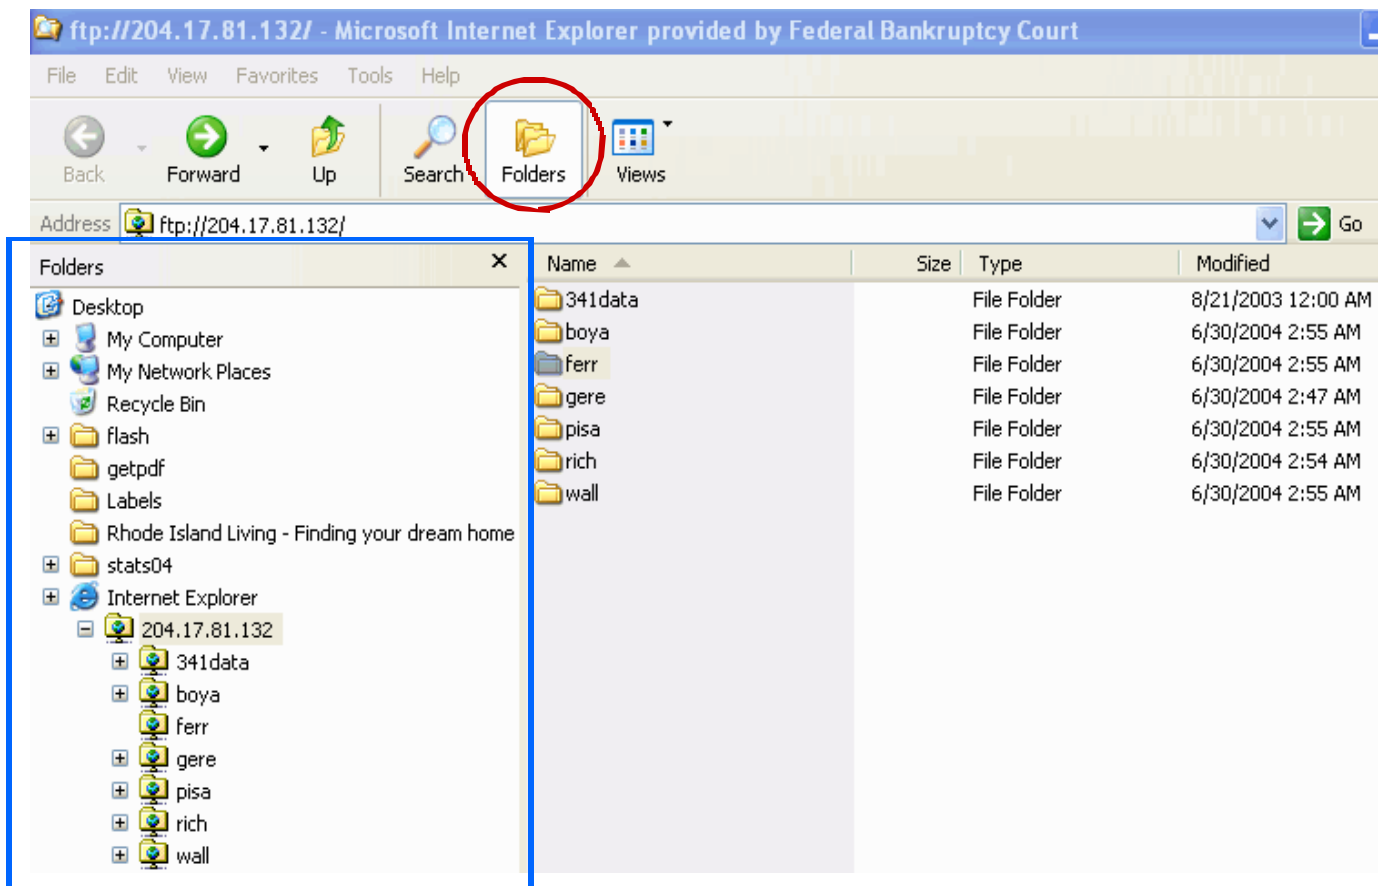 ftp://204.17.81.132/ - Microsoft Internet Explorer provided by Federal Bankruptcy Court
File Edit View Favorites Tools Help
Back Forward Up Search Folders Views
Address ftp://204.17.81.132/ Go
Folders
Desktop
My Computer
My Network Places
Recycle Bin
flash
getpdf
Labels
Rhode Island Living - Finding your dream home
stats04
Internet Explorer
204.17.81.132
341data
boya
ferr
gere
pisa
rich
wall
Name Size Type Modified
341data File Folder 8/21/2003 12:00 AM
boya File Folder 6/30/2004 2:55 AM
ferr File Folder 6/30/2004 2:55 AM
gere File Folder 6/30/2004 2:47 AM
pisa File Folder 6/30/2004 2:55 AM
rich File Folder 6/30/2004 2:54 AM
wall File Folder 6/30/2004 2:55 AM